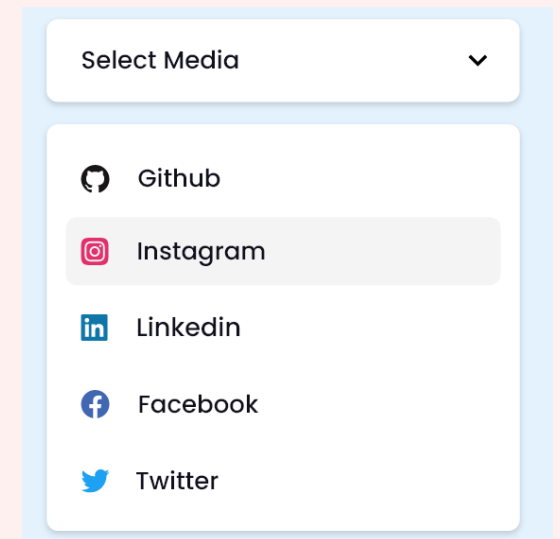 Select Media
Github
Instagram
Linkedin
Facebook
Twitter